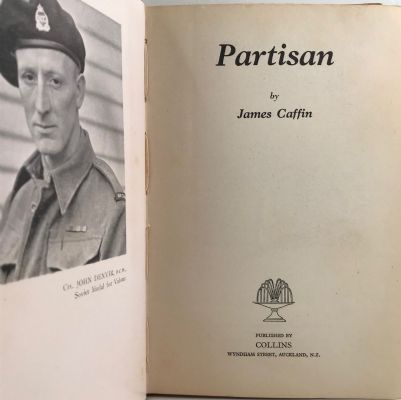 CPL. JOHN DENVIR, D.C.M.,
Soviet Medal for Valour
Partisan
by
James Caffin
PUBLISHED BY
COLLINS
WYNDHAM STREET, AUCKLAND, N.Z.